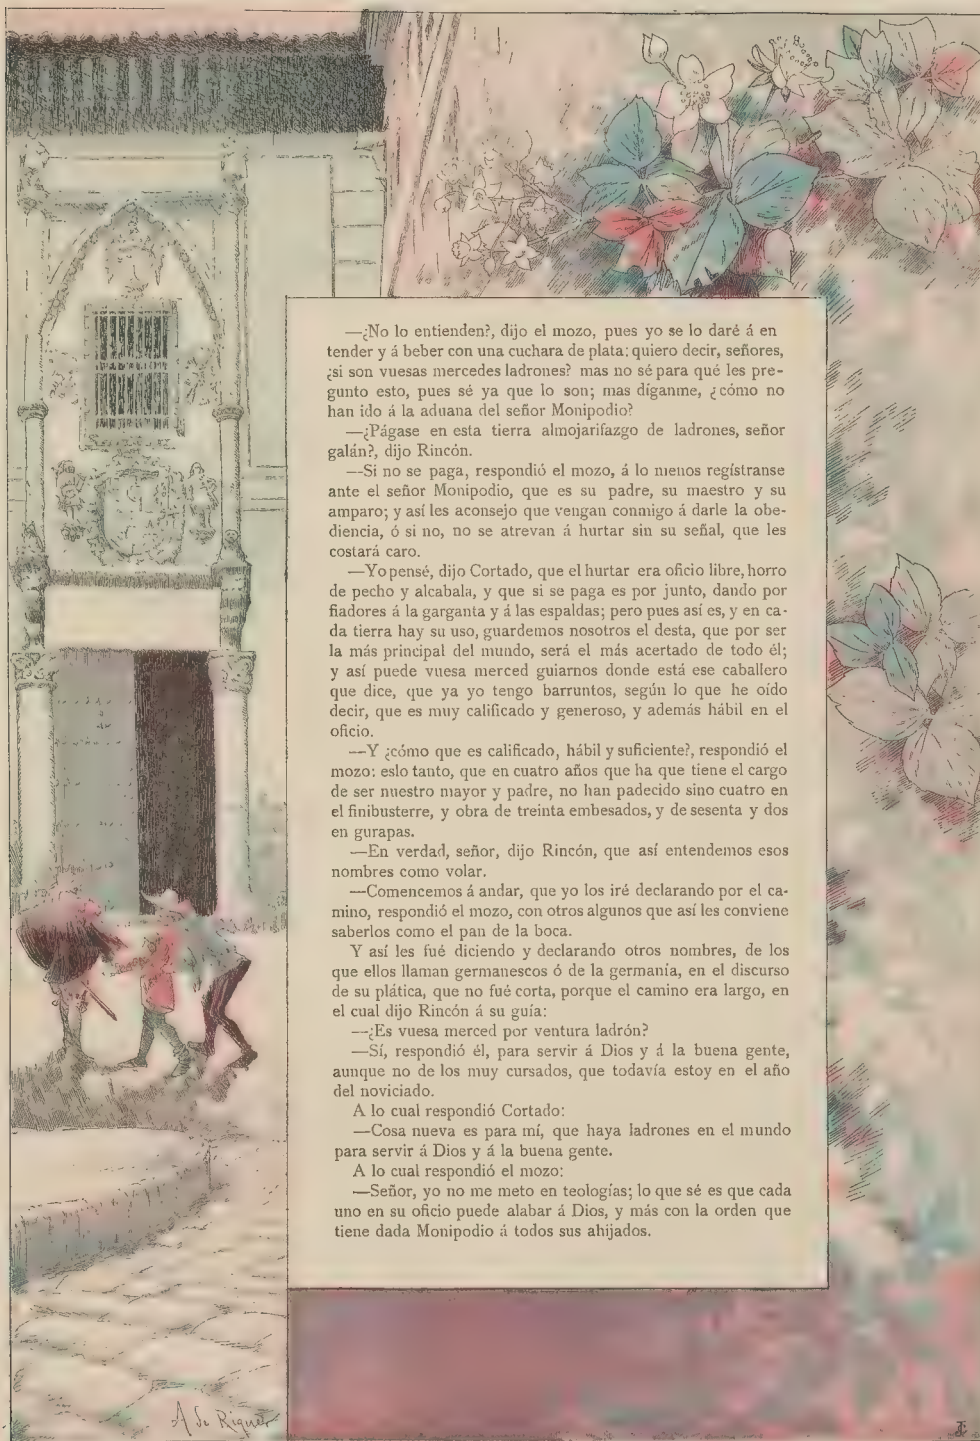 —¿No lo entienden?, dijo el mozo, pues yo se lo daré á en
tender y á beber con una cuchara de plata: quiero decir, señores,
¿si son vuesas mercedes ladrones? mas no sé para qué les pre-
gunto esto, pues sé ya que lo son; mas díganme, ¿cómo no
han ido á la aduana del señor Monipodio?
—¿Págase en esta tierra almojarifazgo de ladrones, señor
galán?, dijo Rincón.
—Si no se paga, respondió el mozo, á lo menos regístranse
ante el señor Monipodio, que es su padre, su maestro y su
amparo; y así les aconsejo que vengan conmigo á darle la obe-
diencia, ó si no, no se atrevan á hurtar sin su señal, que les
costará caro.
—Yo pensé, dijo Cortado, que el hurtar era oficio libre, horro
de pecho y alcabala, y que si se paga es por junto, dando por
fiadores á la garganta y á las espaldas; pero pues así es, y en ca-
da tierra hay su uso, guardemos nosotros el desta, que por ser
la más principal del mundo, será el más acertado de todo él;
y así puede vuesa merced guiarnos donde está ese caballero
que dice, que ya yo tengo barruntos, según lo que he oído
decir, que es muy calificado y generoso, y además hábil en el
oficio.
—Y ¿cómo que es calificado, hábil y suficiente?, respondió el
mozo: eslo tanto, que en cuatro años que ha que tiene el cargo
de ser nuestro mayor y padre, no han padecido sino cuatro en
el finibusterre, y obra de treinta embesados, y de sesenta y dos
en gurapas.
—En verdad, señor, dijo Rincón, que así entendemos esos
nombres como volar.
—Comencemos á andar, que yo los iré declarando por el ca-
mino, respondió el mozo, con otros algunos que así les conviene
saberlos como el pan de la boca.
Y así les fué diciendo y declarando otros nombres, de los
que ellos llaman germanescos ó de la germanía, en el discurso
de su plática, que no fué corta, porque el camino era largo, en
el cual dijo Rincón á su guía:
—¿Es vuesa merced por ventura ladrón?
—Sí, respondió él, para servir á Dios y á la buena gente,
aunque no de los muy cursados, que todavía estoy en el año
del noviciado.
A lo cual respondió Cortado:
—Cosa nueva es para mí, que haya ladrones en el mundo
para servir á Dios y á la buena gente.
A lo cual respondió el mozo:
—Señor, yo no me meto en teologías; lo que sé es que cada
uno en su oficio puede alabar á Dios, y más con la orden que
tiene dada Monipodio á todos sus ahijados.
A de Riquer